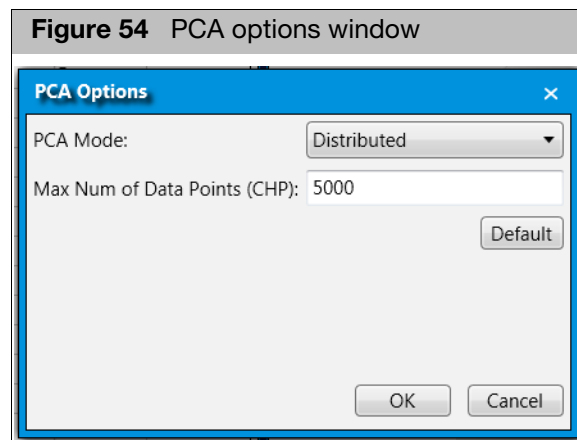 Figure 54 PCA options window
PCA Options
PCA Mode: Distributed
Max Num of Data Points (CHP): 5000
Default
OK Cancel